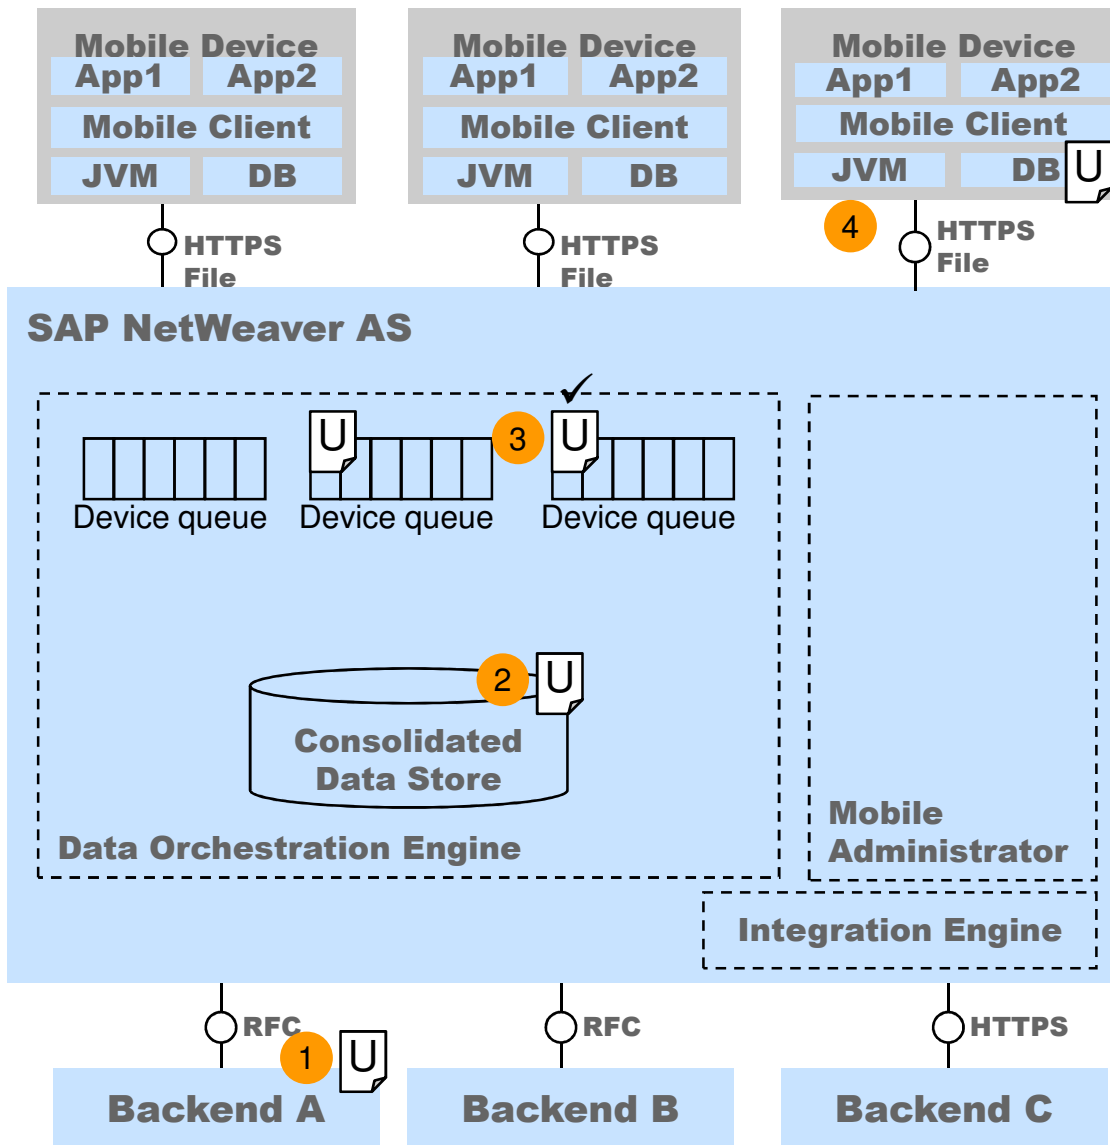 Mobile Device
App1 App2
Mobile Client
JVM DB
HTTPS
File
Mobile Device
App1 App2
Mobile Client
JVM DB
HTTPS
File
Mobile Device
App1 App2
Mobile Client
JVM DB U
4 HTTPS
File
SAP NetWeaver AS
U 3 U
Device queue Device queue Device queue
2 U
Consolidated
Data Store
Data Orchestration Engine
Mobile
Administrator
Integration Engine
RFC RFC HTTPS
1 U
Backend A Backend B Backend C